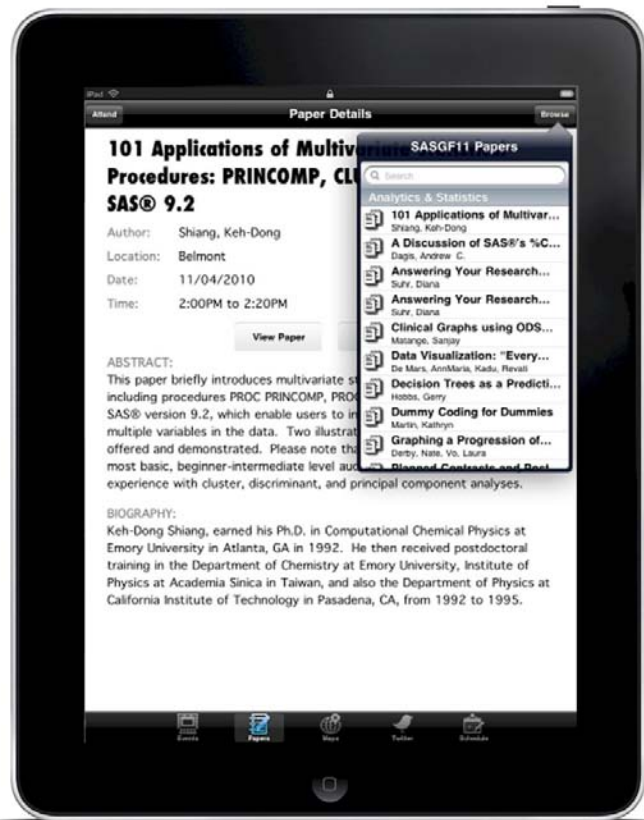 iPad
Attend
Paper Details
Browse
101 Applications of Multiv
Procedures: PRINCOMP, CLU
SAS® 9.2
Author: Shiang, Keh-Dong
Location: Belmont
Date: 11/04/2010
Time: 2:00PM to 2:20PM
View Paper
ABSTRACT:
This paper briefly introduces multivariate st
including procedures PROC PRINCOMP, PROC
SAS® version 9.2, which enable users to in
multiple variables in the data. Two illustrat
offered and demonstrated. Please note tha
most basic, beginner-intermediate level aud
experience with cluster, discriminant, and principal component analyses.
BIOGRAPHY:
Keh-Dong Shiang, earned his Ph.D. in Computational Chemical Physics at
Emory University in Atlanta, GA in 1992. He then received postdoctoral
training in the Department of Chemistry at Emory University, Institute of
Physics at Academia Sinica in Taiwan, and also the Department of Physics at
California Institute of Technology in Pasadena, CA, from 1992 to 1995.
SASGF11 Papers
Search
Analytics & Statistics
101 Applications of Multivar...
Shiang, Keh-Dong
A Discussion of SAS®'s %C...
Dagis, Andrew C.
Answering Your Research...
Suhr, Diana
Answering Your Research...
Suhr, Diana
Clinical Graphs using ODS...
Matange, Sanjay
Data Visualization: "Every...
De Mars, AnnMaria, Kadu, Revati
Decision Trees as a Predicti...
Hobbs, Gerry
Dummy Coding for Dummies
Martin, Kathryn
Graphing a Progression of...
Derby, Nate, Vo, Laura
Planned Contrasts and Post
Events
Papers
Maps
Twitter
Schedule